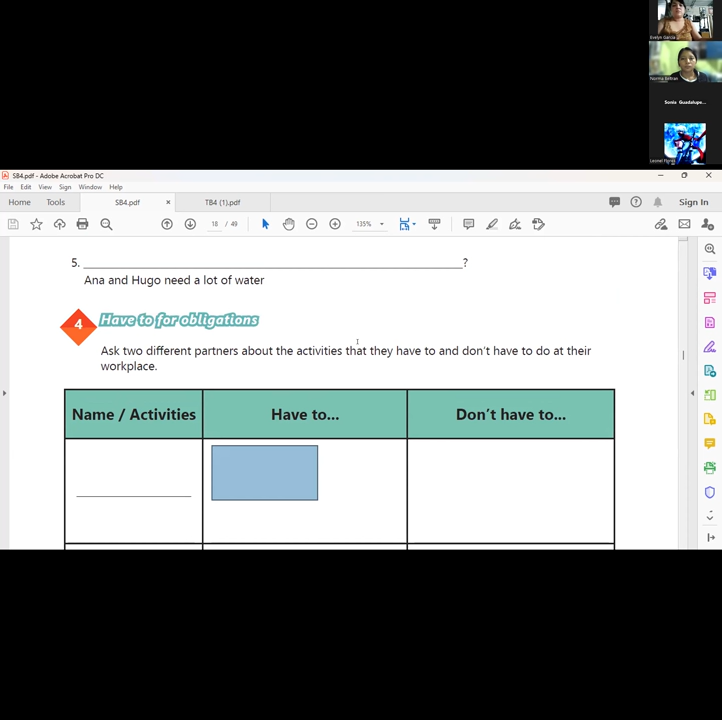 Evelyn Garcia
Norma Beltran
Sonia Guadalupe...
Leonel Flores
SB4.pdf - Adobe Acrobat Pro DC
File Edit View Sign Window Help
Home Tools SB4.pdf × TB4 (1).pdf Sign In
18 / 49 135%
5. ?
Ana and Hugo need a lot of water
4 Have to for obligations
Ask two different partners about the activities that they have to and don't have to do at their
workplace.
Name / Activities Have to... Don't have to...